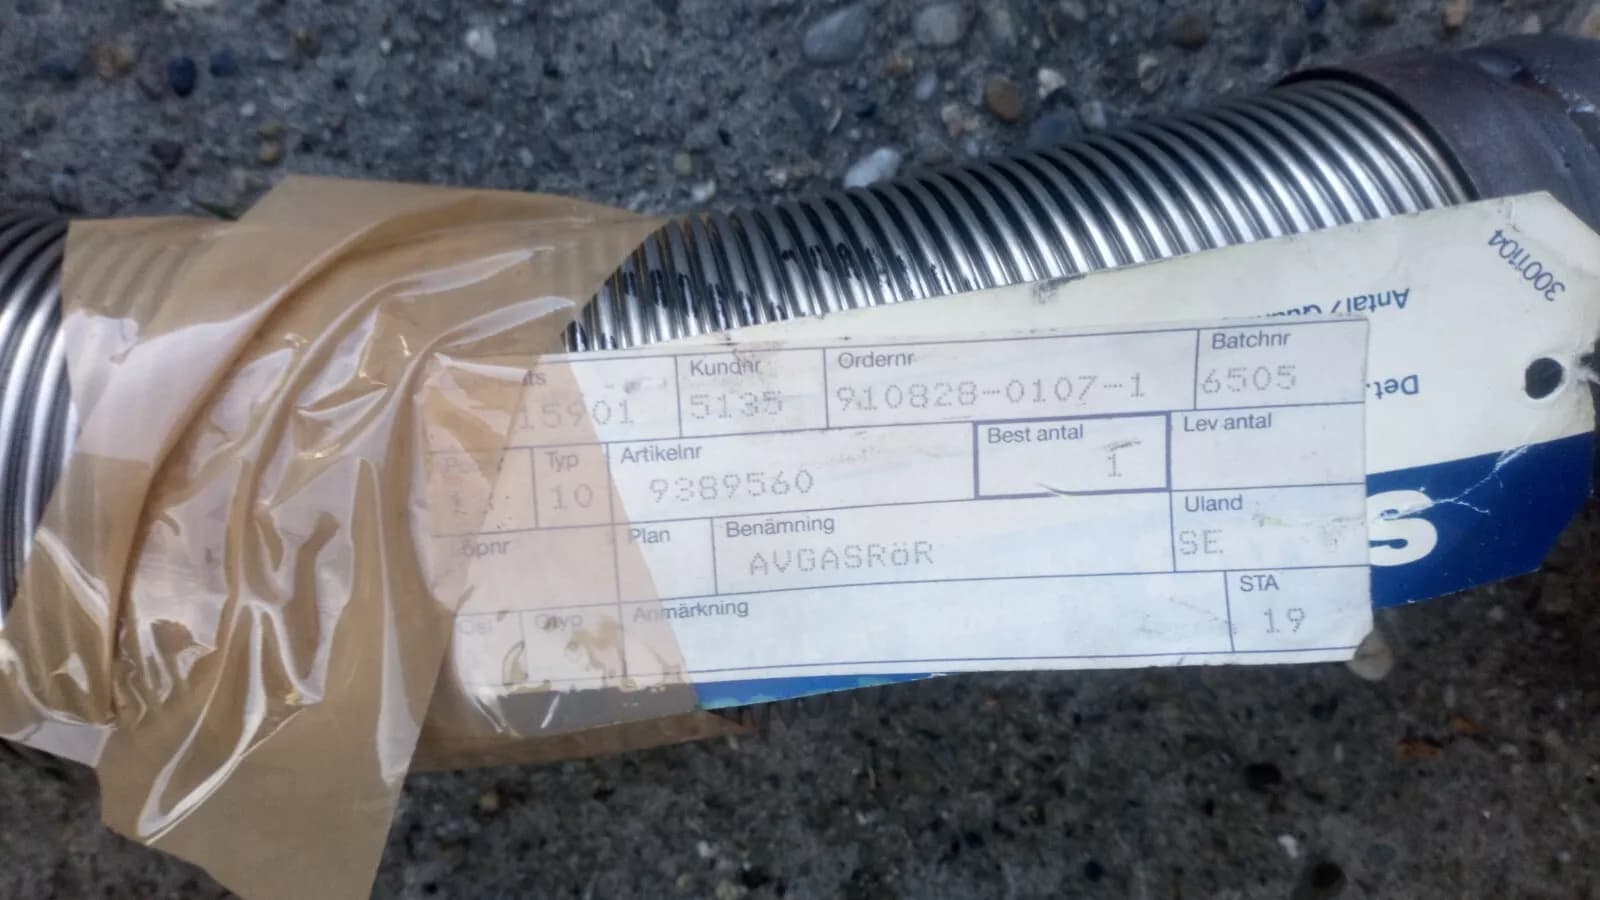 15901
Kundnr
5135
Ordernr
910828-0107-1
Batchnr
6505
Typ
10
Artikelnr
9389560
Best antal
1
Lev antal
Plan
Benämning
AVGASRöR
Uland
SE
Anmärkning
STA
19
3001104
Antal/
Det.
S